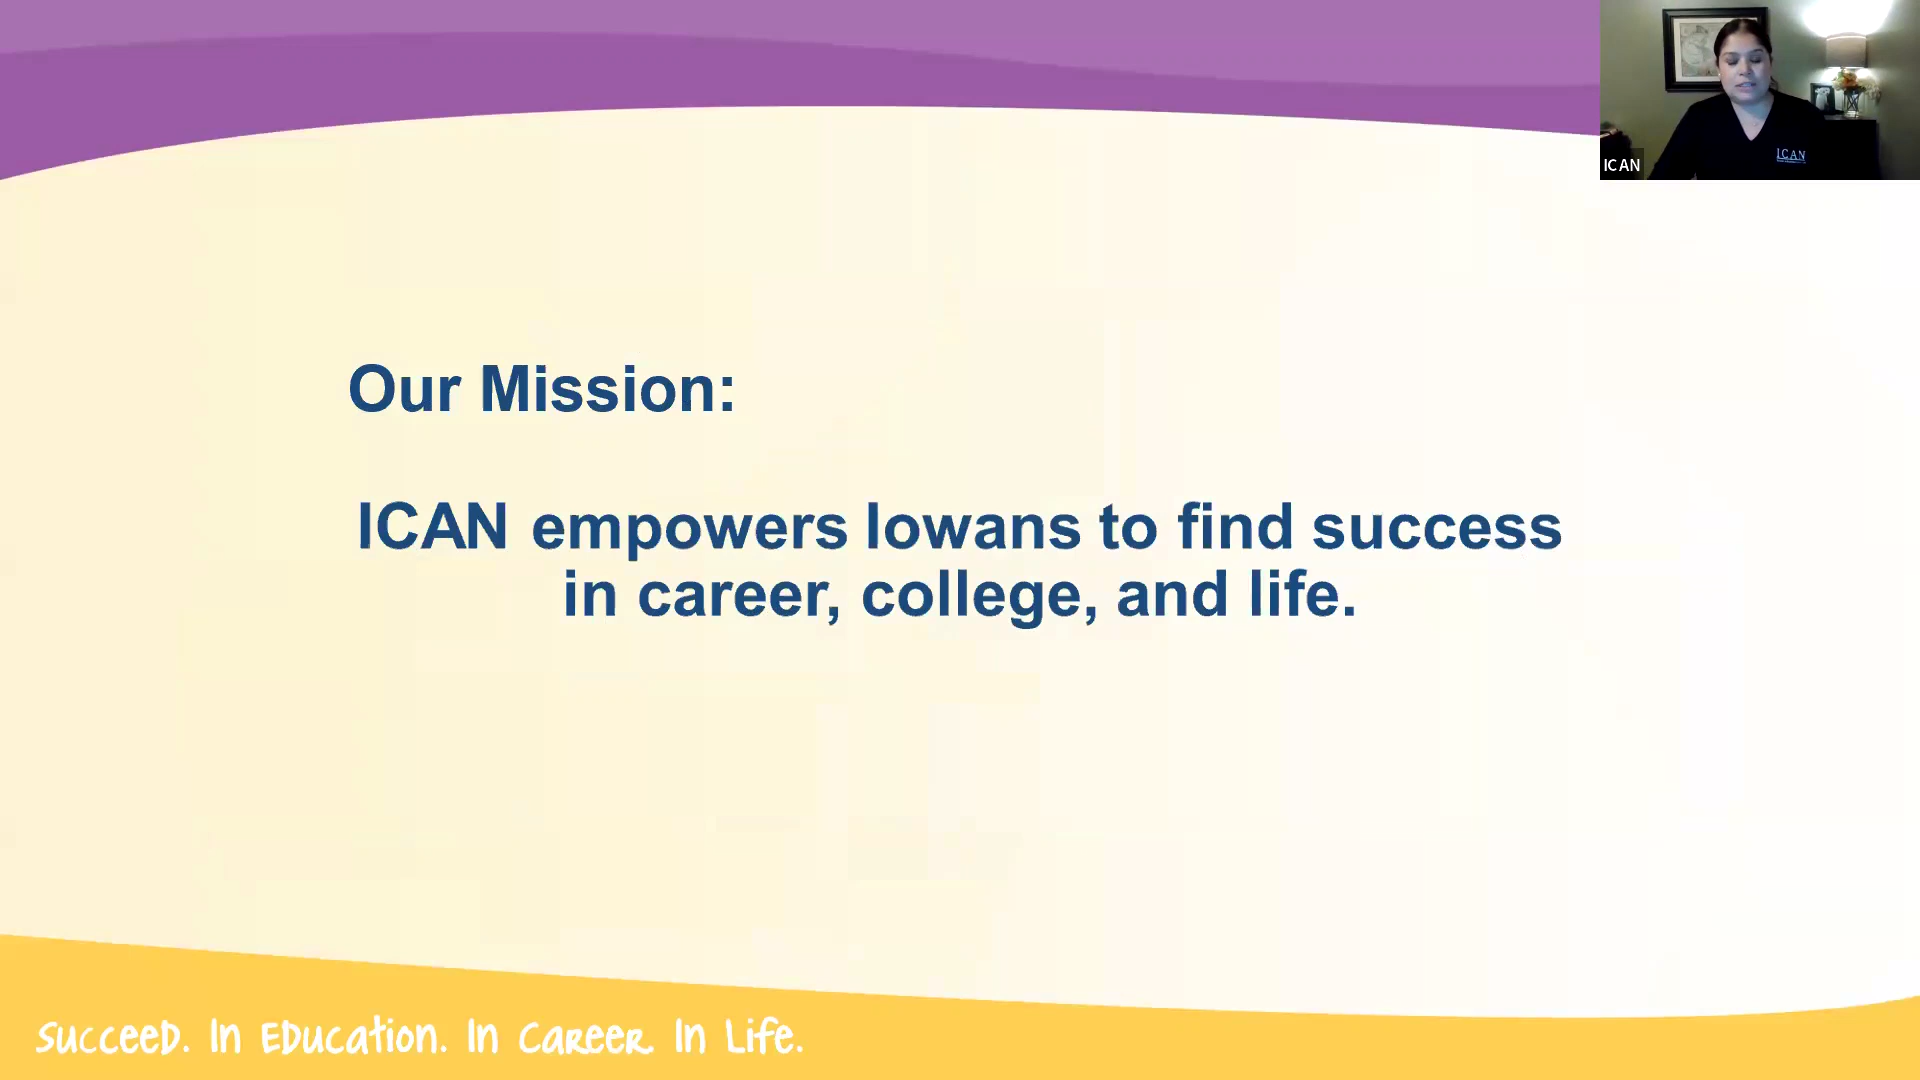 Our Mission:
ICAN empowers Iowans to find success
in career, college, and life.
Succeed. In Education. In Career. In Life.
ICAN
ICAN